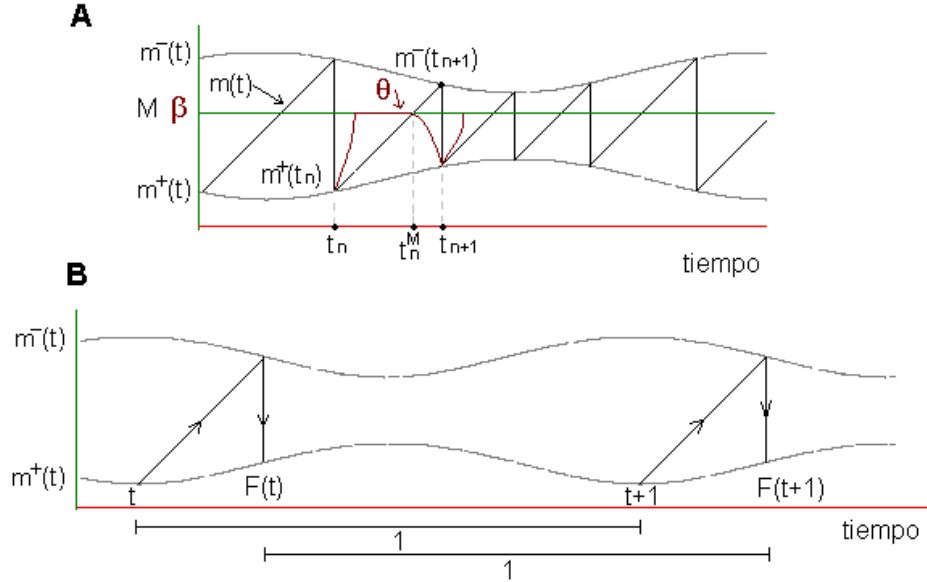 A
m⁻(t)
m(t)
θ
m⁻(tn+1)
M β
m⁺(tn)
m⁺(t)
tn
tnᴹ
tn+1
tiempo
B
m⁻(t)
m⁺(t)
t
F(t)
t+1
F(t+1)
tiempo
1
1